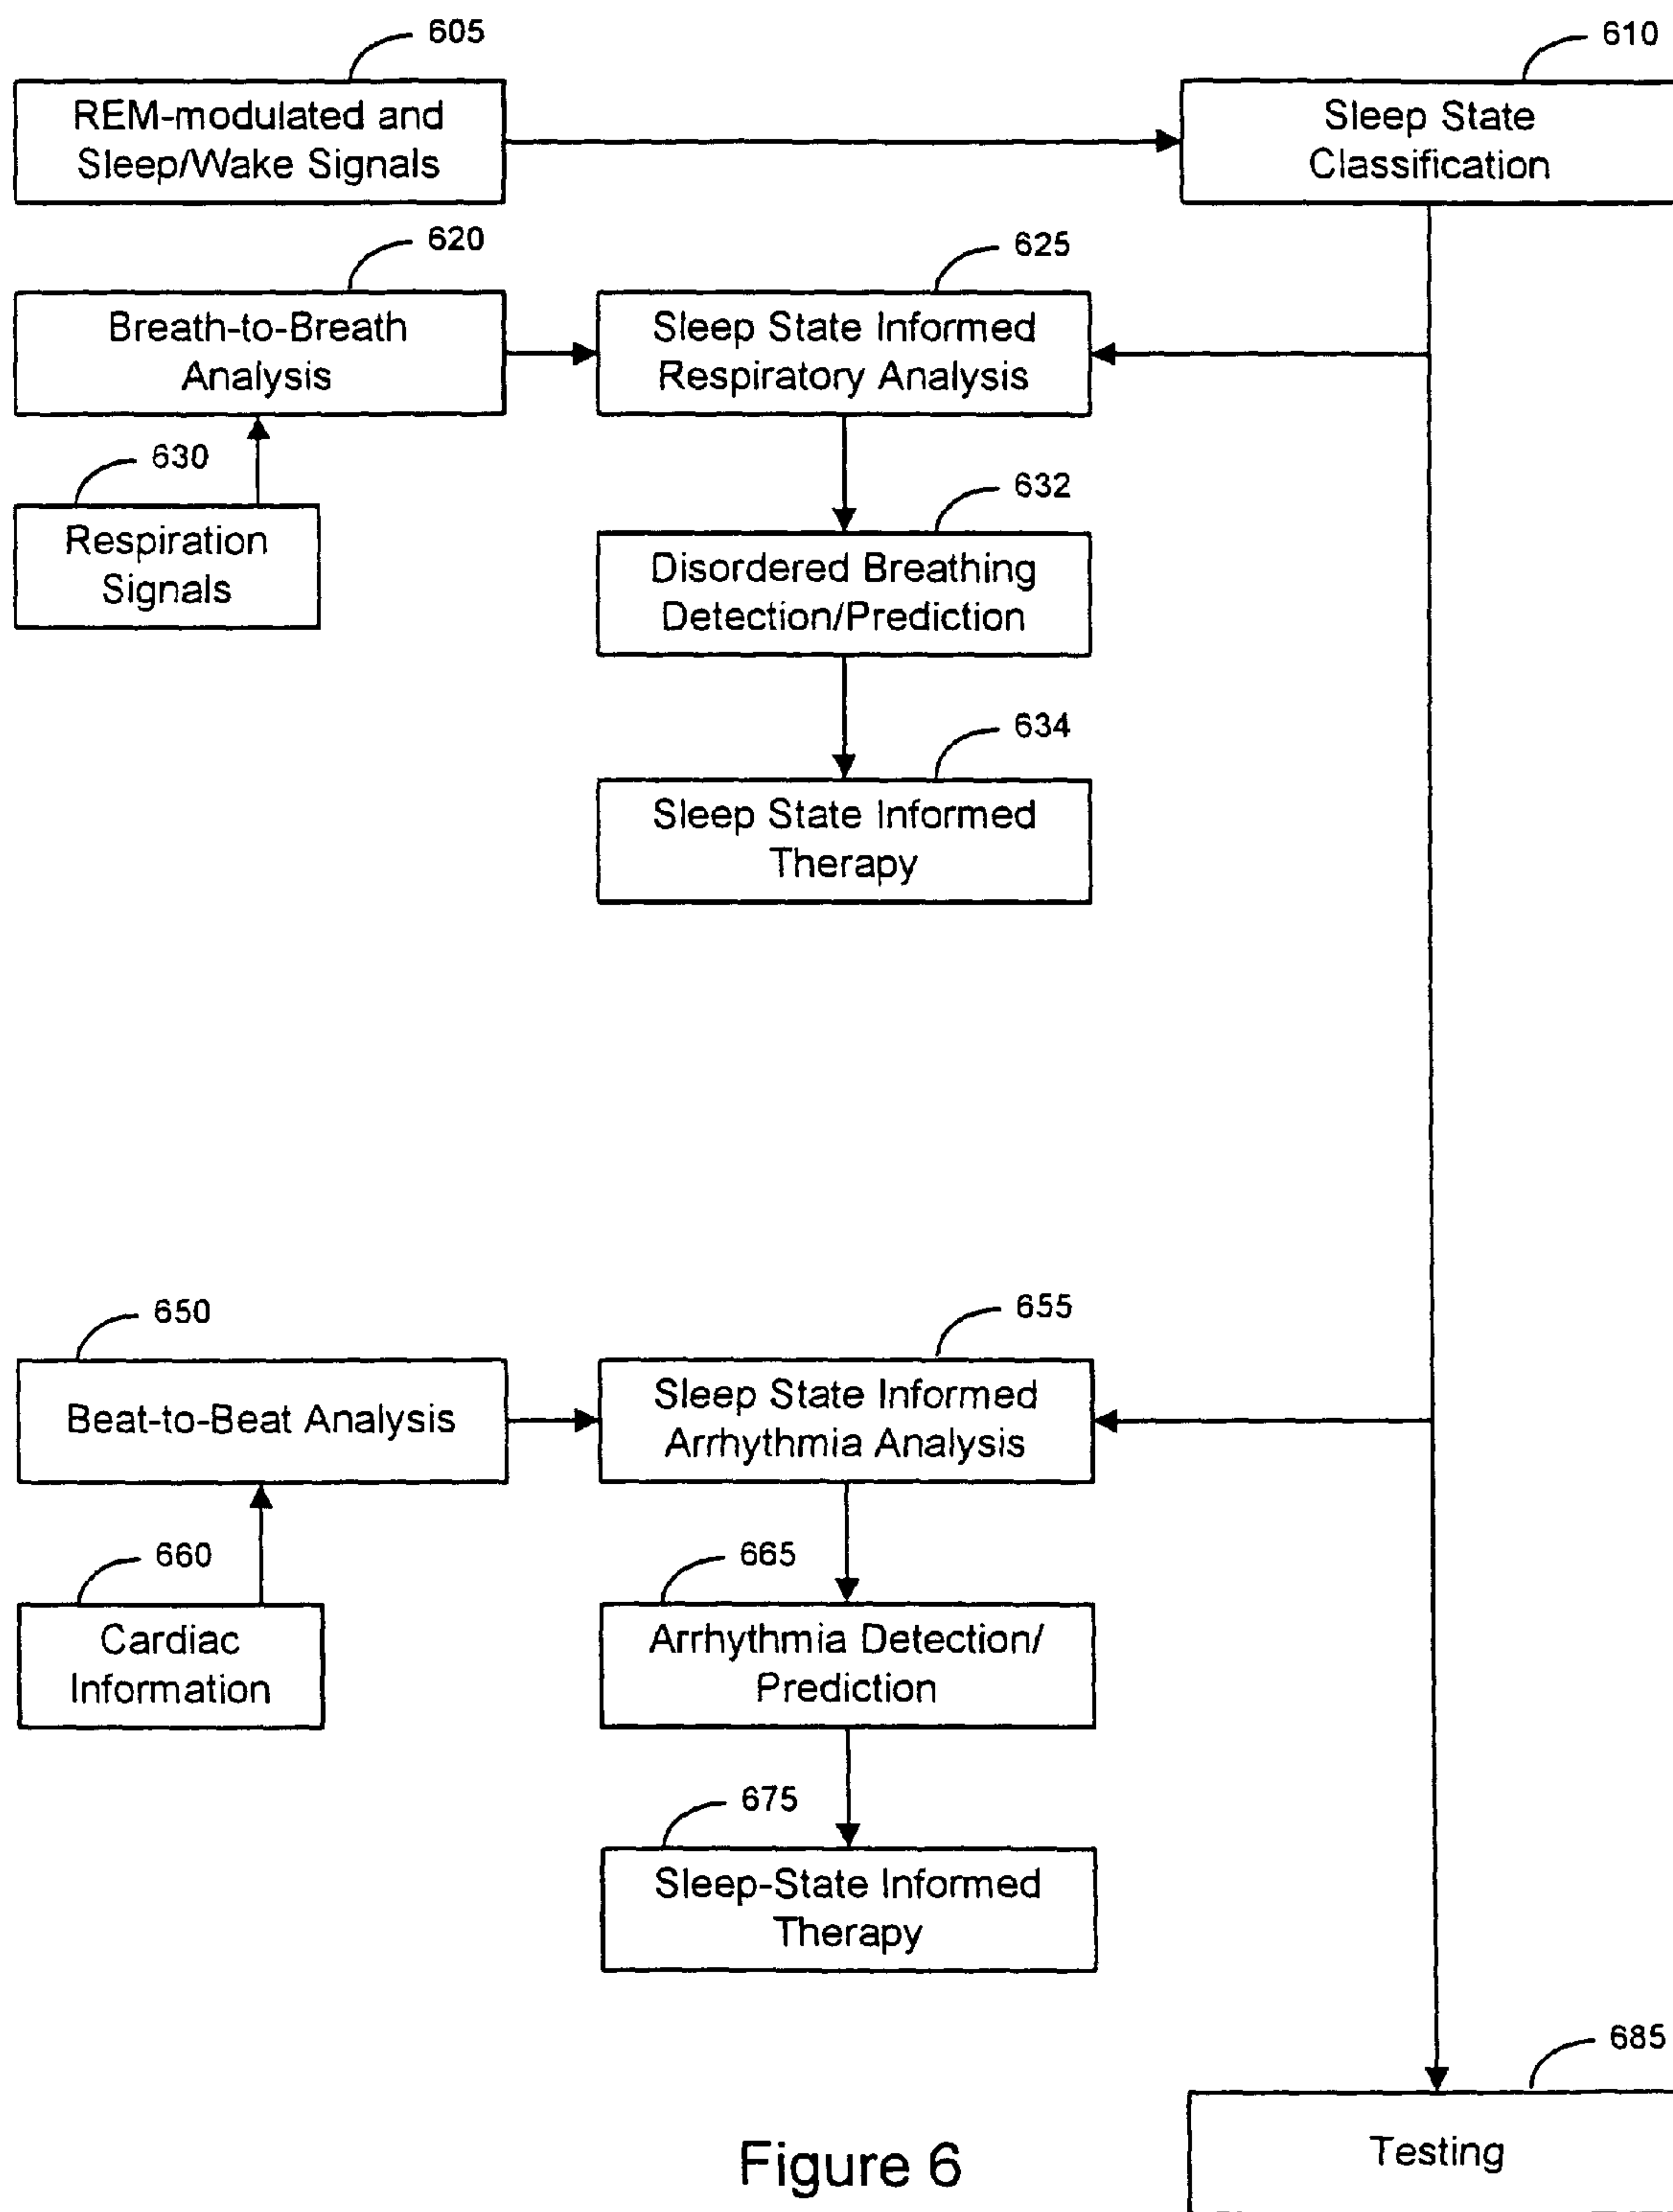 605
610
REM-modulated and
Sleep/Wake Signals
Sleep State
Classification
620
625
Breath-to-Breath
Analysis
Sleep State Informed
Respiratory Analysis
630
632
Respiration
Signals
Disordered Breathing
Detection/Prediction
634
Sleep State Informed
Therapy
650
655
Beat-to-Beat Analysis
Sleep State Informed
Arrhythmia Analysis
660
665
Cardiac
Information
Arrhythmia Detection/
Prediction
675
Sleep-State Informed
Therapy
685
Testing
Figure 6